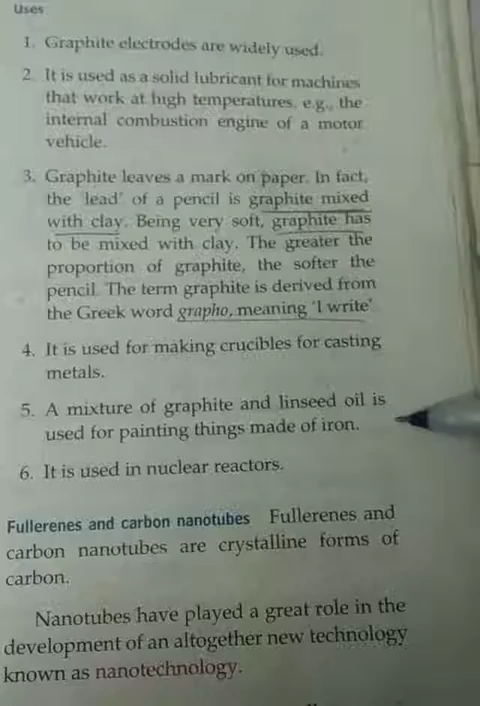 Uses
1. Graphite electrodes are widely used.
2. It is used as a solid lubricant for machines
that work at high temperatures, e.g., the
internal combustion engine of a motor
vehicle.
3. Graphite leaves a mark on paper. In fact,
the 'lead' of a pencil is graphite mixed
with clay. Being very soft, graphite has
to be mixed with clay. The greater the
proportion of graphite, the softer the
pencil. The term graphite is derived from
the Greek word grapho, meaning 'I write'
4. It is used for making crucibles for casting
metals.
5. A mixture of graphite and linseed oil is
used for painting things made of iron.
6. It is used in nuclear reactors.
Fullerenes and carbon nanotubes Fullerenes and
carbon nanotubes are crystalline forms of
carbon.
Nanotubes have played a great role in the
development of an altogether new technology
known as nanotechnology.